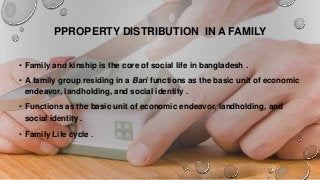 PPROPERTY DISTRIBUTION IN A FAMILY
• Family and kinship is the core of social life in bangladesh .
• A family group residing in a Bari functions as the basic unit of economic
endeavor, landholding, and social identity .
• Functions as the basic unit of economic endeavor, landholding, and
social identity .
• Family Life cycle .